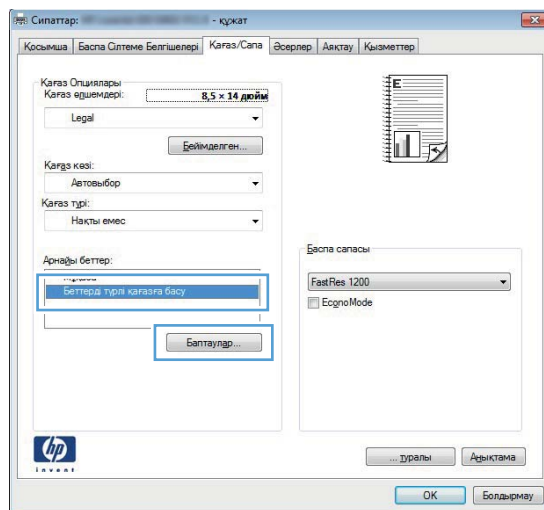 Сипаттар: - құжат
Қосымша Баспа Сілтеме Белгішелері Қағаз/Сапа Әсерлер Аяқтау Қызметтер
Қағаз Опциялары
Қағаз өлшемдері: 8,5 × 14 дюйм
Legal
Бейімделген...
Қағаз көзі:
Автовыбор
Қағаз түрі:
Нақты емес
Арнайы беттер:
Беттерді түрлі қағазға басу
Баптаулар...
E
Баспа сапасы
FastRes 1200
EconoMode
hp
invent
... туралы Анықтама
OK Болдырмау